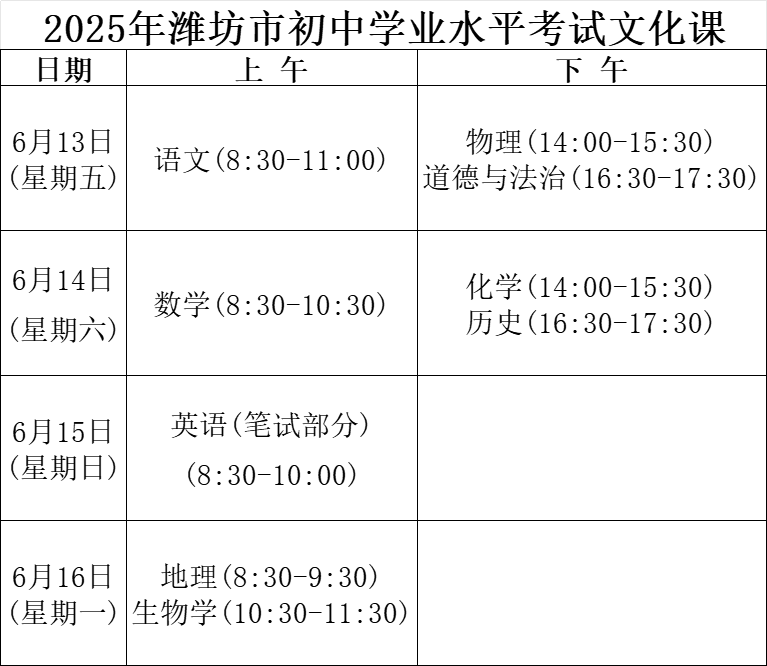 2025年潍坊市初中学业水平考试文化课
日期 上 午 下 午
6月13日
(星期五)
语文(8:30-11:00)
物理(14:00-15:30)
道德与法治(16:30-17:30)
6月14日
(星期六)
数学(8:30-10:30)
化学(14:00-15:30)
历史(16:30-17:30)
6月15日
(星期日)
英语(笔试部分)
(8:30-10:00)
6月16日
(星期一)
地理(8:30-9:30)
生物学(10:30-11:30)